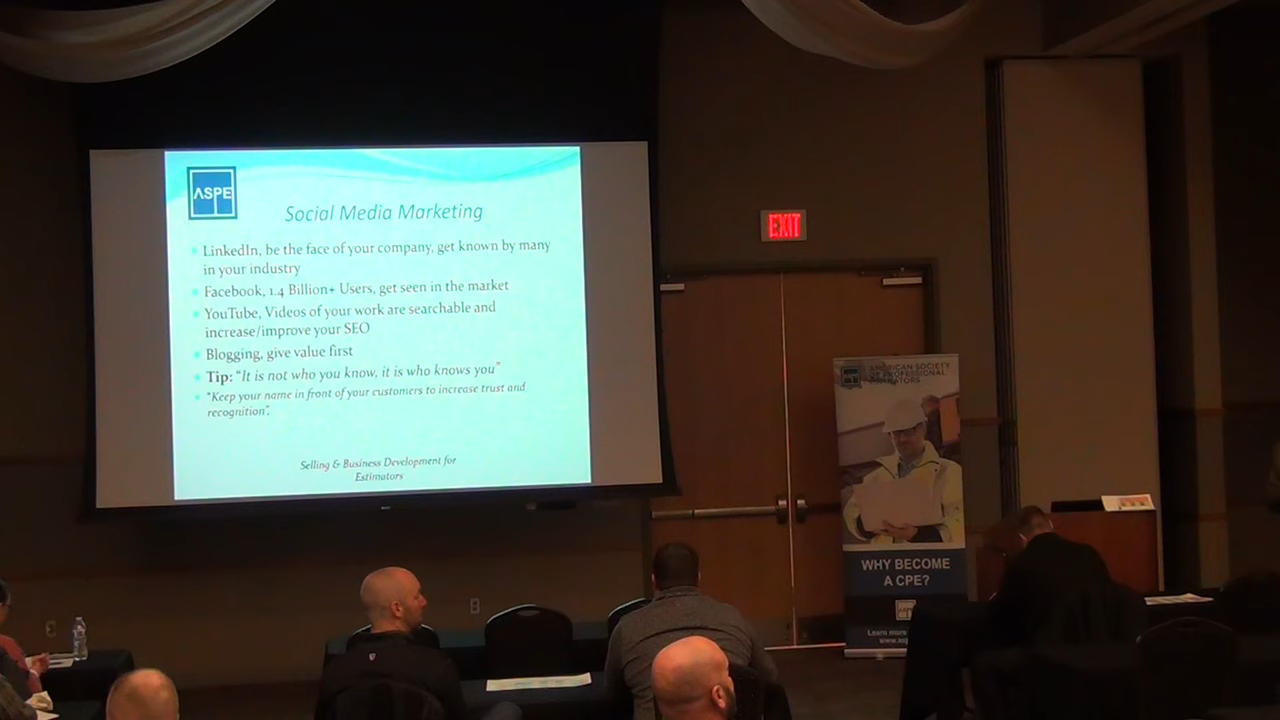 ASPE
Social Media Marketing
LinkedIn, be the face of your company, get known by many
in your industry
Facebook, 1.4 Billion+ Users, get seen in the market
YouTube, Videos of your work are searchable and
increase/improve your SEO
Blogging, give value first
Tip: "It is not who you know, it is who knows you"
"Keep your name in front of your customers to increase trust and
recognition".
Selling & Business Development for
Estimators
EXIT
AMERICAN SOCIETY
OF PROFESSIONAL
ESTIMATORS
WHY BECOME
A CPE?
Learn more